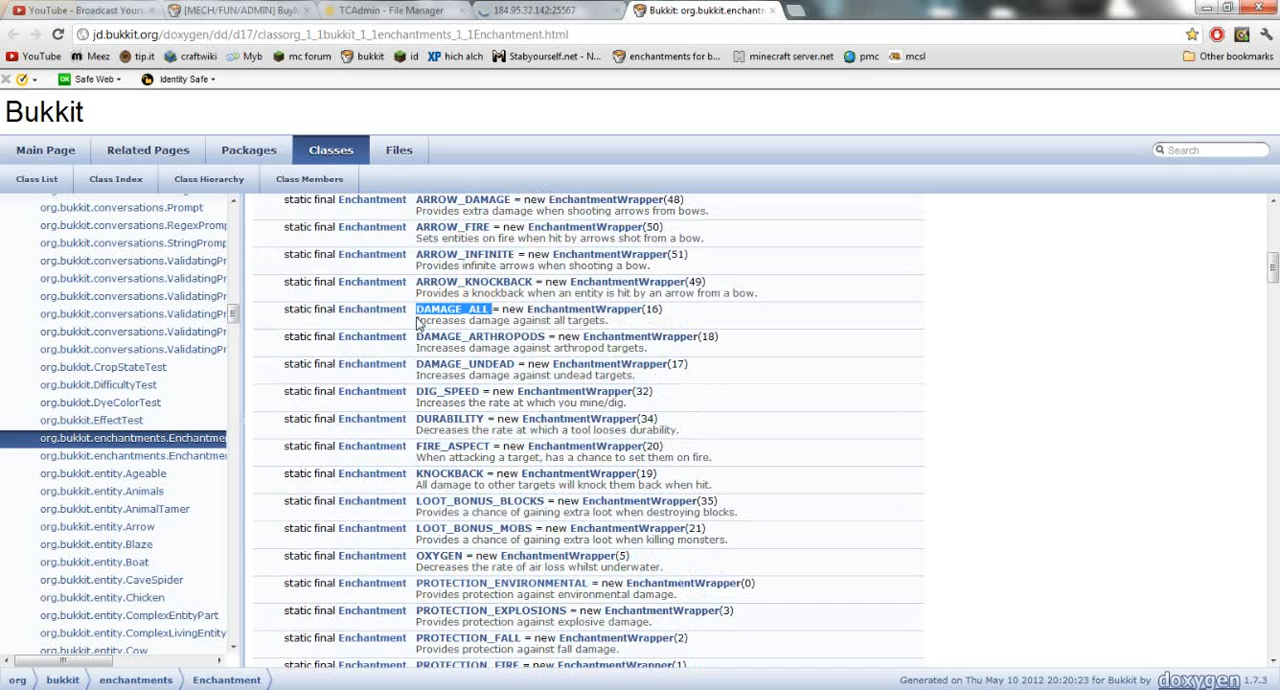 YouTube - Broadcast Yours
[MECH/FUN/ADMIN] BuyN
TCAdmin - File Manager
184.95.32.142:25567
Bukkit: org.bukkit.enchantm
jd.bukkit.org/doxygen/dd/d17/classorg_1_1bukkit_1_1enchantments_1_1Enchantment.html
YouTube Meez tip.it craftwiki Myb mc forum bukkit id XP hich alch Stabyourself.net - N... enchantments for b... minecraft server.net pmc mcsl Other bookmarks
OK Safe Web Identity Safe
Bukkit
Main Page Related Pages Packages Classes Files Search
Class List Class Index Class Hierarchy Class Members
org.bukkit.conversations.Prompt
org.bukkit.conversations.RegexPromp
org.bukkit.conversations.StringPromp
org.bukkit.conversations.ValidatingPr
org.bukkit.conversations.ValidatingPr
org.bukkit.conversations.ValidatingPr
org.bukkit.conversations.ValidatingPr
org.bukkit.conversations.ValidatingPr
org.bukkit.CropStateTest
org.bukkit.DifficultyTest
org.bukkit.DyeColorTest
org.bukkit.EffectTest
org.bukkit.enchantments.Enchantme
org.bukkit.enchantments.Enchantme
org.bukkit.entity.Ageable
org.bukkit.entity.Animals
org.bukkit.entity.AnimalTamer
org.bukkit.entity.Arrow
org.bukkit.entity.Blaze
org.bukkit.entity.Boat
org.bukkit.entity.CaveSpider
org.bukkit.entity.Chicken
org.bukkit.entity.ComplexEntityPart
org.bukkit.entity.ComplexLivingEntity
org.bukkit.entity.Cow
static final Enchantment ARROW_DAMAGE = new EnchantmentWrapper(48)
Provides extra damage when shooting arrows from bows.
static final Enchantment ARROW_FIRE = new EnchantmentWrapper(50)
Sets entities on fire when hit by arrows shot from a bow.
static final Enchantment ARROW_INFINITE = new EnchantmentWrapper(51)
Provides infinite arrows when shooting a bow.
static final Enchantment ARROW_KNOCKBACK = new EnchantmentWrapper(49)
Provides a knockback when an entity is hit by an arrow from a bow.
static final Enchantment DAMAGE_ALL = new EnchantmentWrapper(16)
Increases damage against all targets.
static final Enchantment DAMAGE_ARTHROPODS = new EnchantmentWrapper(18)
Increases damage against arthropod targets.
static final Enchantment DAMAGE_UNDEAD = new EnchantmentWrapper(17)
Increases damage against undead targets.
static final Enchantment DIG_SPEED = new EnchantmentWrapper(32)
Increases the rate at which you mine/dig.
static final Enchantment DURABILITY = new EnchantmentWrapper(34)
Decreases the rate at which a tool looses durability.
static final Enchantment FIRE_ASPECT = new EnchantmentWrapper(20)
When attacking a target, has a chance to set them on fire.
static final Enchantment KNOCKBACK = new EnchantmentWrapper(19)
All damage to other targets will knock them back when hit.
static final Enchantment LOOT_BONUS_BLOCKS = new EnchantmentWrapper(35)
Provides a chance of gaining extra loot when destroying blocks.
static final Enchantment LOOT_BONUS_MOBS = new EnchantmentWrapper(21)
Provides a chance of gaining extra loot when killing monsters.
static final Enchantment OXYGEN = new EnchantmentWrapper(5)
Decreases the rate of air loss whilst underwater.
static final Enchantment PROTECTION_ENVIRONMENTAL = new EnchantmentWrapper(0)
Provides protection against environmental damage.
static final Enchantment PROTECTION_EXPLOSIONS = new EnchantmentWrapper(3)
Provides protection against explosive damage.
static final Enchantment PROTECTION_FALL = new EnchantmentWrapper(2)
Provides protection against fall damage.
static final Enchantment PROTECTION_FIRE = new EnchantmentWrapper(1)
org bukkit enchantments Enchantment Generated on Thu May 10 2012 20:20:23 for Bukkit by doxygen 1.7.3